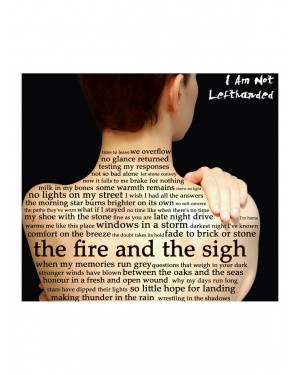 I Am Not
Lefthanded
time to leave we overflow
no glance returned
testing my responses
not so bad alone let stone convey
now it falls to me brake for nothing
milk in my bones some warmth remains
no lights on my street I wish I had all the answers
the morning star burns brighter on its own so soft concern
the paths they've worn what if I stayed no time like when there's no time
my shoe with the stone fine as you are late night drive I'm home
warms me like this place windows in a storm darkest night I've known
comfort on the breeze the doubt takes its hold fade to brick or stone
the fire and the sigh
when my memories run grey questions that weigh in your dark
stronger winds have blown between the oaks and the seas
honour in a fresh and open wound why my days run long
stars have dipped their lights so little hope for landing
making thunder in the rain wrestling in the shadows